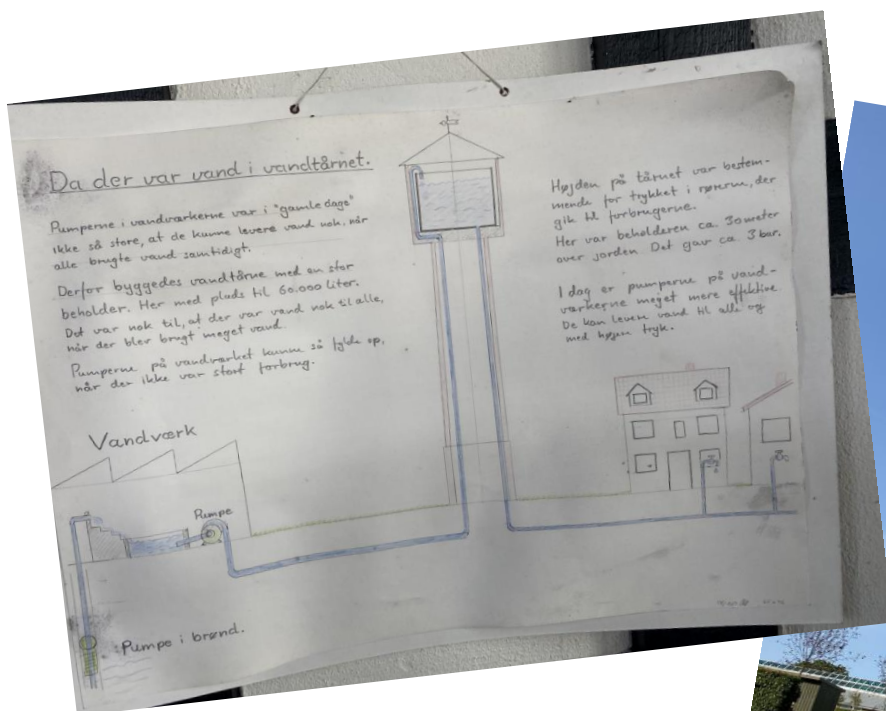 Da der var vand i vandtårnet.
Pumperne i vandværkerne var i "gamle dage"
ikke så store, at de kunne levere vand nok, når
alle brugte vand samtidigt.
Derfor byggedes vandtårne med en stor
beholder. Her med plads til 60.000 liter.
Det var nok til, at der var vand nok til alle,
når der blev brugt meget vand.
Pumperne på vandværket kunne så fylde op,
når der ikke var stort forbrug.
Højden på tårnet var bestem-
mende for trykket i rørene, der
gik til forbrugerne.
Her var beholderen ca. 30 meter
over jorden Det gav ca. 3 bar.
I dag er pumperne på vand-
værkerne meget mere effektive
De kan levere vand til alle og
med højen tryk.
Vandværk
Pumpe
Pumpe i brønd.